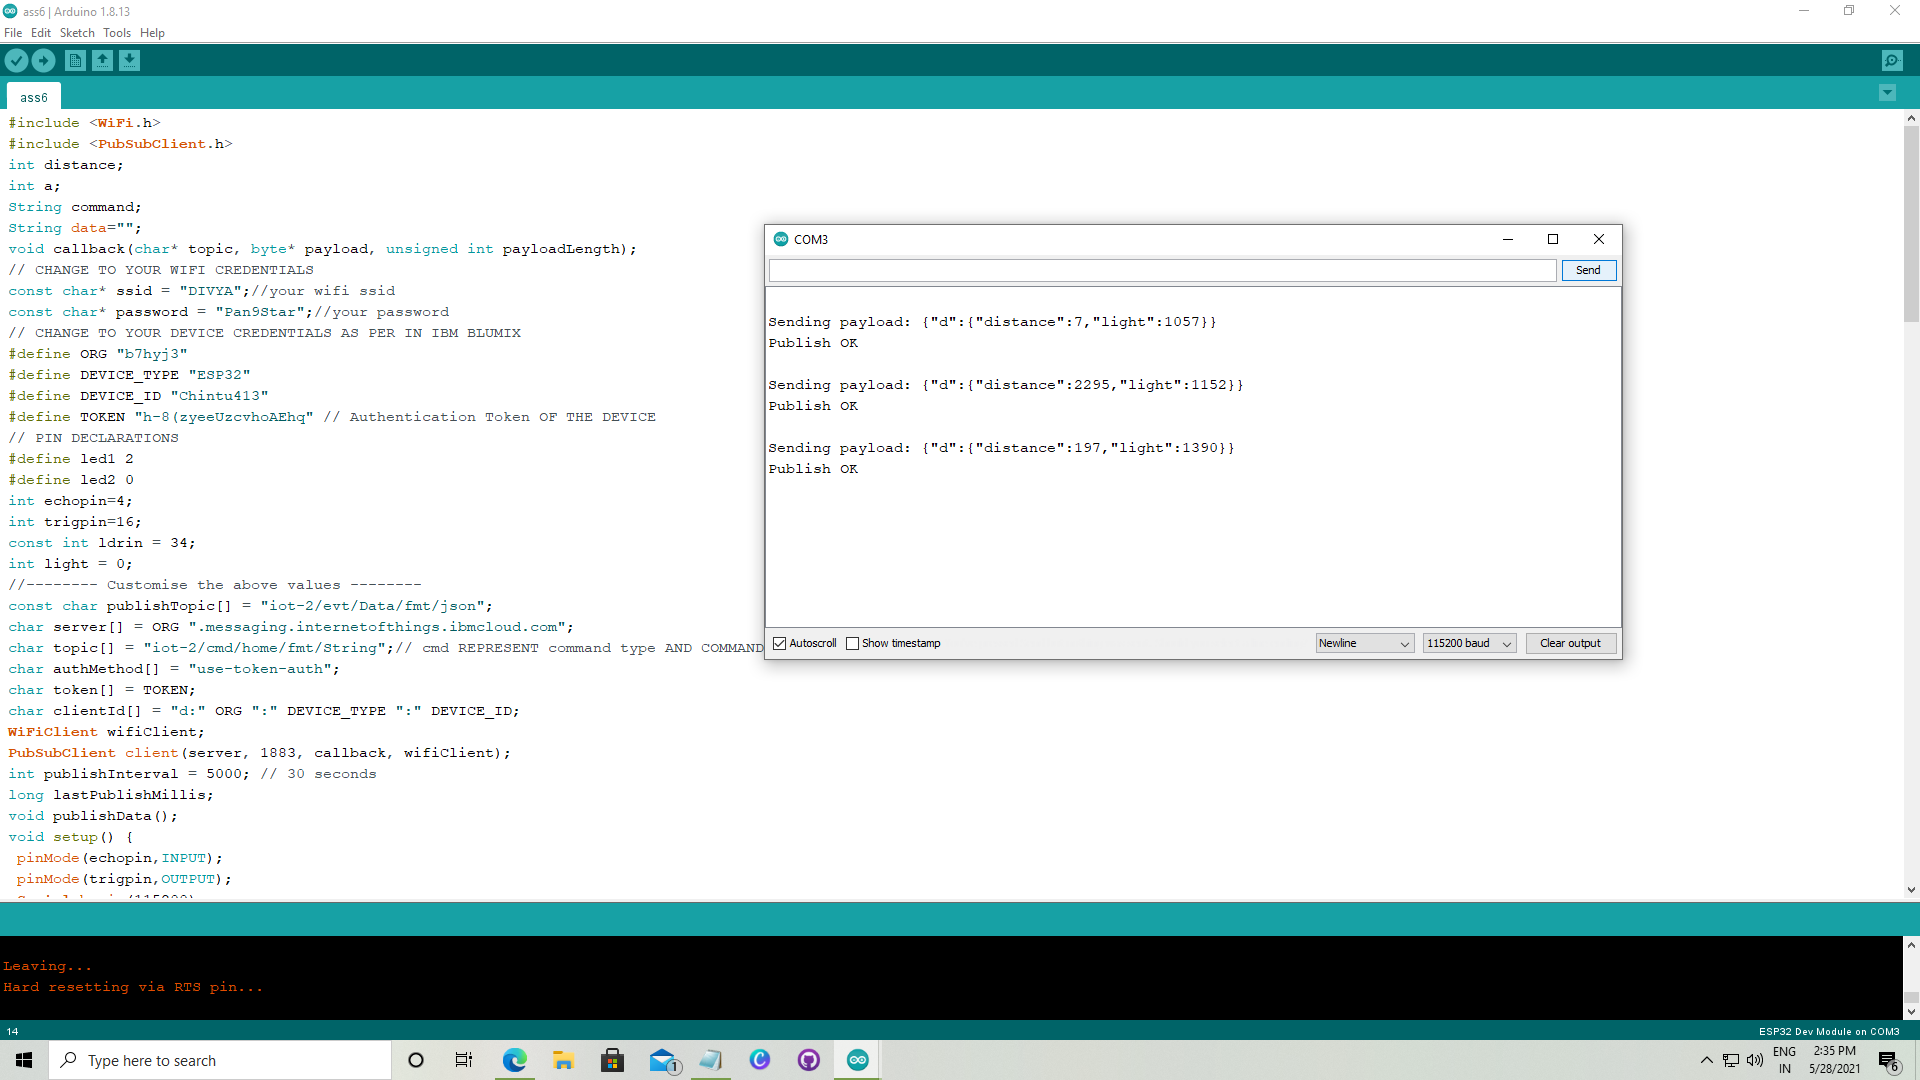 ass6 | Arduino 1.8.13
File Edit Sketch Tools Help
ass6
#include <WiFi.h>
#include <PubSubClient.h>
int distance;
int a;
String command;
String data="";
void callback(char* topic, byte* payload, unsigned int payloadLength);
// CHANGE TO YOUR WIFI CREDENTIALS
const char* ssid = "DIVYA";//your wifi ssid
const char* password = "Pan9Star";//your password
// CHANGE TO YOUR DEVICE CREDENTIALS AS PER IN IBM BLUMIX
#define ORG "b7hyj3"
#define DEVICE_TYPE "ESP32"
#define DEVICE_ID "Chintu413"
#define TOKEN "h-8(zyeeUzcvhoAEhq" // Authentication Token OF THE DEVICE
// PIN DECLARATIONS
#define led1 2
#define led2 0
int echopin=4;
int trigpin=16;
const int ldrin = 34;
int light = 0;
//-------- Customise the above values --------
const char publishTopic[] = "iot-2/evt/Data/fmt/json";
char server[] = ORG ".messaging.internetofthings.ibmcloud.com";
char topic[] = "iot-2/cmd/home/fmt/String";// cmd REPRESENT command type AND COMMAND
char authMethod[] = "use-token-auth";
char token[] = TOKEN;
char clientId[] = "d:" ORG ":" DEVICE_TYPE ":" DEVICE_ID;
WiFiClient wifiClient;
PubSubClient client(server, 1883, callback, wifiClient);
int publishInterval = 5000; // 30 seconds
long lastPublishMillis;
void publishData();
void setup() {
pinMode(echopin,INPUT);
pinMode(trigpin,OUTPUT);
COM3
Send
Sending payload: {"d":{"distance":7,"light":1057}}
Publish OK
Sending payload: {"d":{"distance":2295,"light":1152}}
Publish OK
Sending payload: {"d":{"distance":197,"light":1390}}
Publish OK
Autoscroll Show timestamp Newline 115200 baud Clear output
Leaving...
Hard resetting via RTS pin...
14 ESP32 Dev Module on COM3
Type here to search
1
ENG
IN
2:35 PM
5/28/2021
6